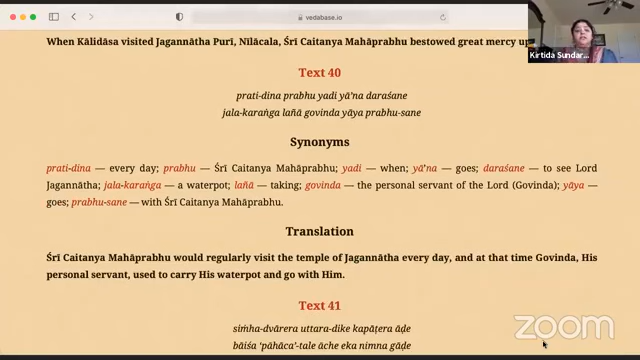 vedabase.io
When Kālidāsa visited Jagannātha Purī, Nīlācala, Śrī Caitanya Mahāprabhu bestowed great mercy
Kirtida Sundar...
Text 40
prati-dina prabhu yadi yā'na daraśane
jala-karaṅga lañā govinda yāya prabhu-sane
Synonyms
prati-dina — every day; prabhu — Śrī Caitanya Mahāprabhu; yadi — when; yā'na — goes; daraśane — to see Lord
Jagannātha; jala-karaṅga — a waterpot; lañā — taking; govinda — the personal servant of the Lord (Govinda); yāya —
goes; prabhu-sane — with Śrī Caitanya Mahāprabhu.
Translation
Śrī Caitanya Mahāprabhu would regularly visit the temple of Jagannātha every day, and at that time Govinda, His
personal servant, used to carry His waterpot and go with Him.
Text 41
siṁha-dvārera uttara-dike kapāṭera āḍe
bāiśa 'pāhāca'-tale āche eka nimna gāḍe
zoom